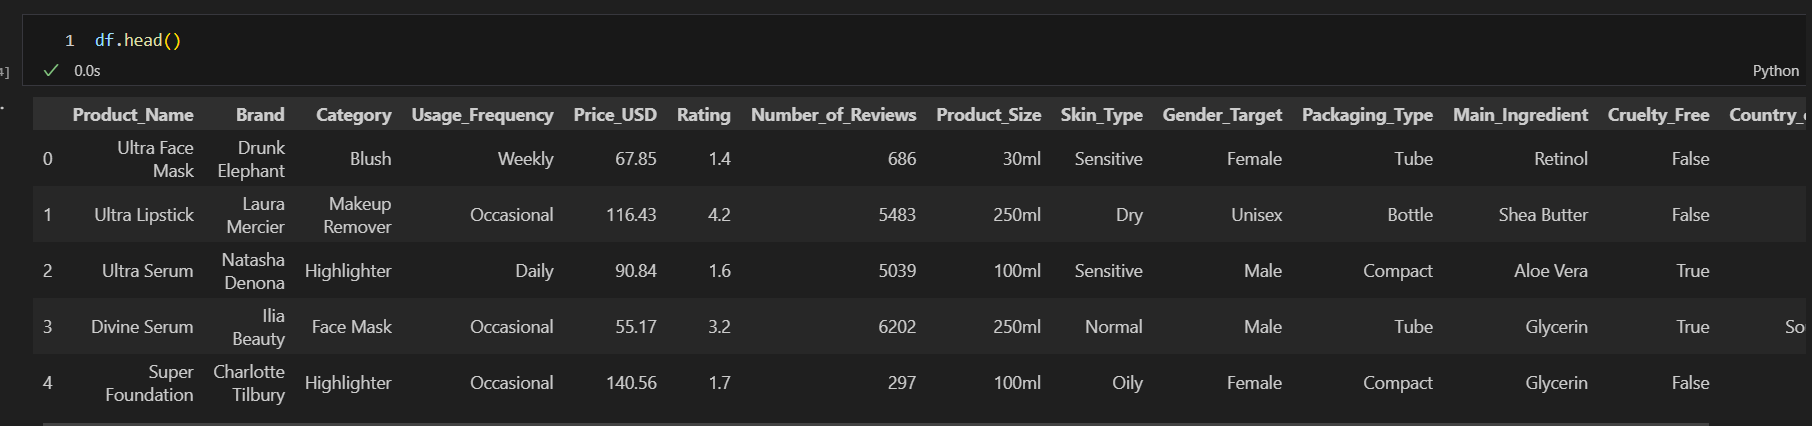 1 df.head()
4] 0.0s Python
Product_Name Brand Category Usage_Frequency Price_USD Rating Number_of_Reviews Product_Size Skin_Type Gender_Target Packaging_Type Main_Ingredient Cruelty_Free
0 Ultra Face Mask Drunk Elephant Blush Weekly 67.85 1.4 686 30ml Sensitive Female Tube Retinol False
1 Ultra Lipstick Laura Mercier Makeup Remover Occasional 116.43 4.2 5483 250ml Dry Unisex Bottle Shea Butter False
2 Ultra Serum Natasha Denona Highlighter Daily 90.84 1.6 5039 100ml Sensitive Male Compact Aloe Vera True
3 Divine Serum Ilia Beauty Face Mask Occasional 55.17 3.2 6202 250ml Normal Male Tube Glycerin True
4 Super Foundation Charlotte Tilbury Highlighter Occasional 140.56 1.7 297 100ml Oily Female Compact Glycerin False